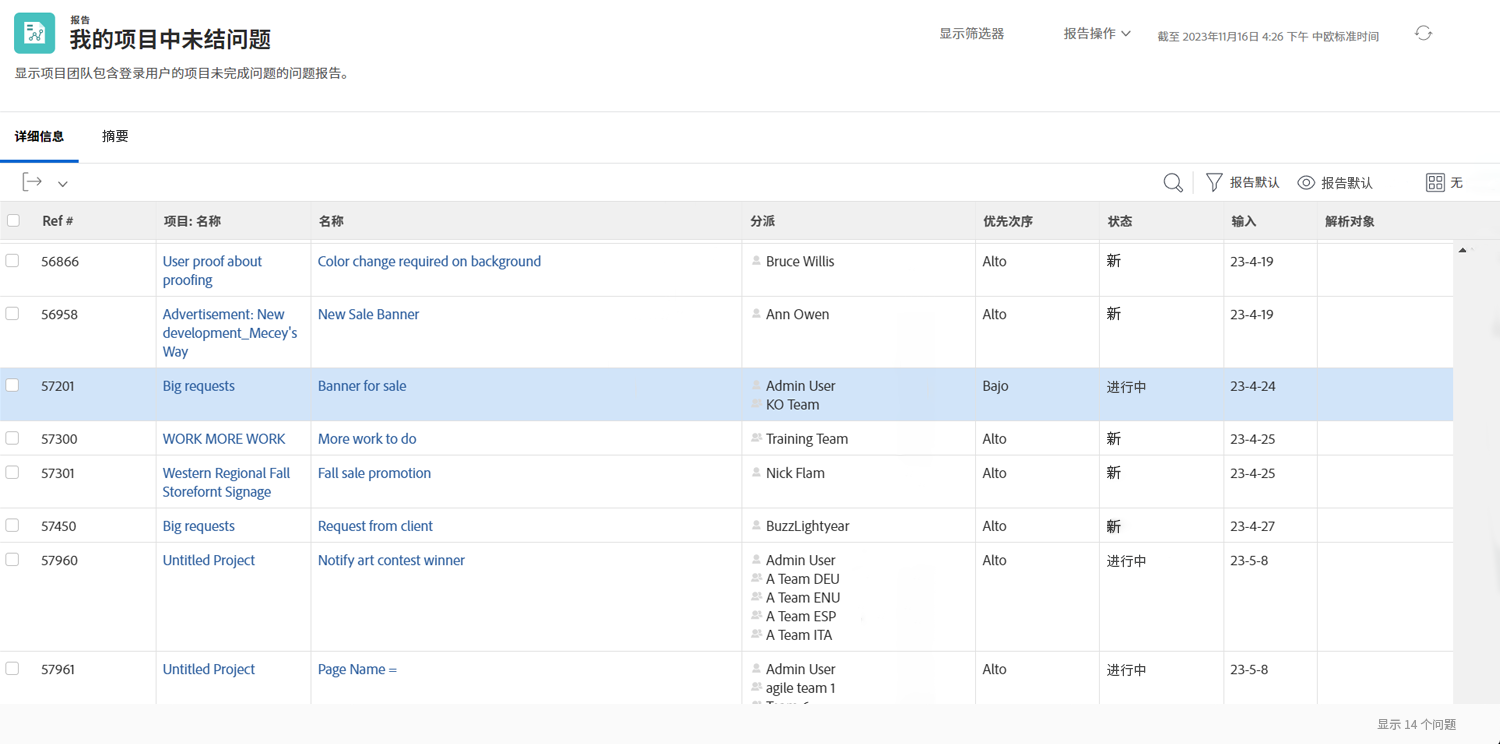 报告
我的项目中未结问题
显示筛选器
报告操作
截至 2023年11月16日 4:26 下午 中欧标准时间
显示项目团队包含登录用户的项目未完成问题的问题报告。
详细信息
摘要
报告默认
报告默认
无
Ref # 项目: 名称 名称 分派 优先次序 状态 输入 解析对象
56866 User proof about Color change required on background Bruce Willis Alto 新 23-4-19
proofing
56958 Advertisement: New New Sale Banner Ann Owen Alto 新 23-4-19
development_Mecey's
Way
57201 Big requests Banner for sale Admin User Bajo 进行中 23-4-24
KO Team
57300 WORK MORE WORK More work to do Training Team Alto 新 23-4-25
57301 Western Regional Fall Fall sale promotion Nick Flam Alto 新 23-4-25
Storefornt Signage
57450 Big requests Request from client BuzzLightyear Alto 新 23-4-27
57960 Untitled Project Notify art contest winner Admin User Alto 进行中 23-5-8
A Team DEU
A Team ENU
A Team ESP
A Team ITA
57961 Untitled Project Page Name = Admin User Alto 进行中 23-5-8
agile team 1
显示 14 个问题